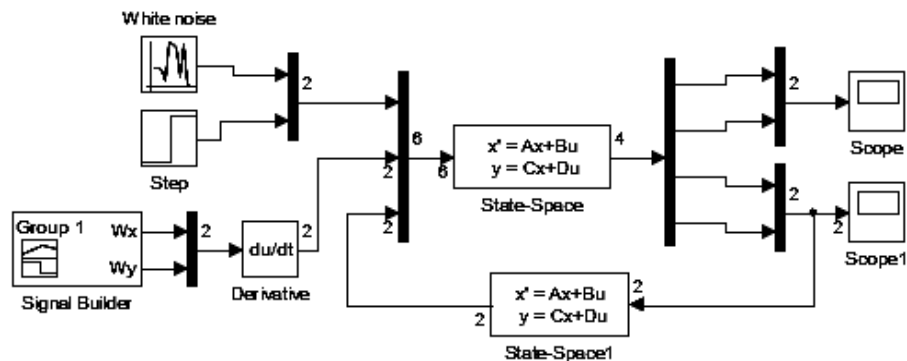 White noise
2
2
Step
6
2
2
6
x' = Ax+Bu
y = Cx+Du
State-Space
4
2
Scope
2
2
Scope1
Group 1
Wx
Wy
Signal Builder
2
du/dt
Derivative
2
x' = Ax+Bu
y = Cx+Du
State-Space1
2
2